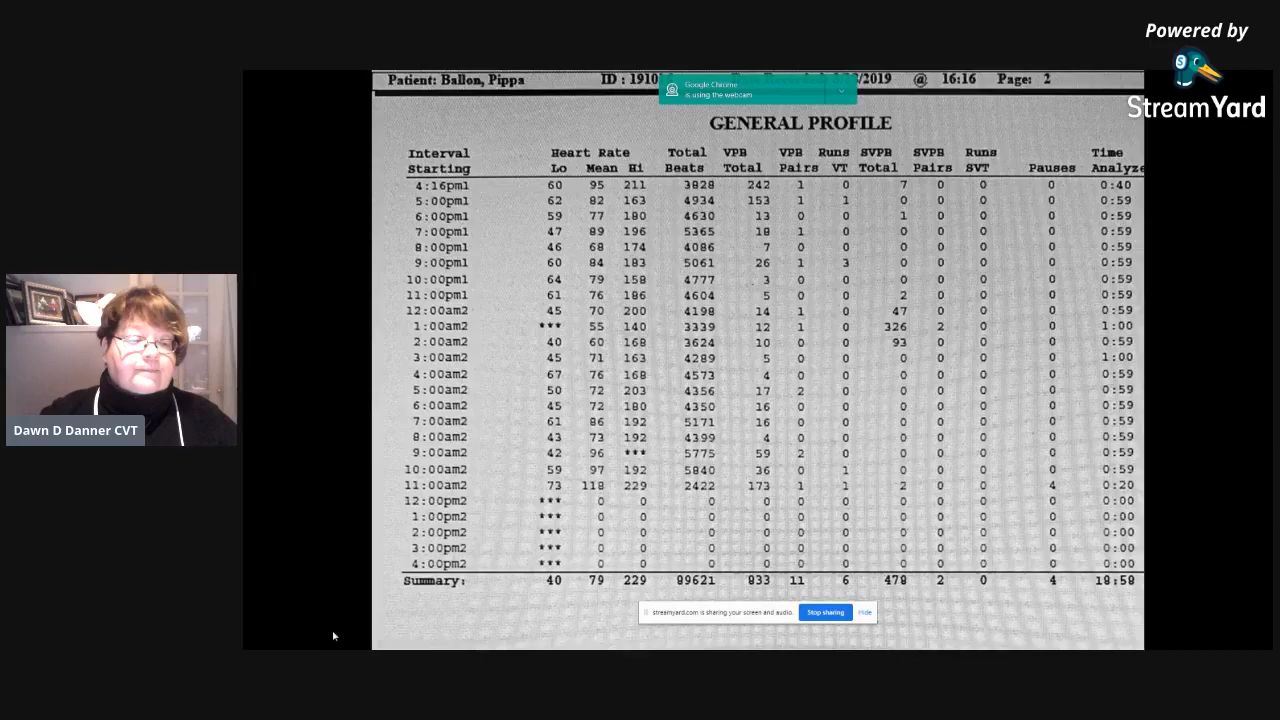 Powered by
StreamYard
Patient: Ballon, Pippa ID : 1910 /2019 @ 16:16 Page: 2
Google Chrome
is using the webcam
GENERAL PROFILE
Interval Heart Rate Total VPB VPB Runs SVPB SVPB Runs Time
Starting Lo Mean Hi Beats Total Pairs VT Total Pairs SVT Pauses Analyze
4:16pm1 60 95 211 3828 242 1 0 7 0 0 0 0:40
5:00pm1 62 82 163 4934 153 1 1 0 0 0 0 0:59
6:00pm1 59 77 180 4630 13 0 0 1 0 0 0 0:59
7:00pm1 47 89 196 5365 18 1 0 0 0 0 0 0:59
8:00pm1 46 68 174 4086 7 0 0 0 0 0 0 0:59
9:00pm1 60 84 183 5061 26 1 3 0 0 0 0 0:59
10:00pm1 64 79 158 4777 3 0 0 0 0 0 0 0:59
11:00pm1 61 76 186 4604 5 0 0 2 0 0 0 0:59
12:00am2 45 70 200 4198 14 1 0 47 0 0 0 0:59
1:00am2 *** 55 140 3339 12 1 0 326 2 0 0 1:00
2:00am2 40 60 168 3624 10 0 0 93 0 0 0 0:59
3:00am2 45 71 163 4289 5 0 0 0 0 0 0 1:00
4:00am2 67 76 168 4573 4 0 0 0 0 0 0 0:59
5:00am2 50 72 203 4356 17 2 0 0 0 0 0 0:59
6:00am2 45 72 180 4350 16 0 0 0 0 0 0 0:59
7:00am2 61 86 192 5171 16 0 0 0 0 0 0 0:59
8:00am2 43 73 192 4399 4 0 0 0 0 0 0 0:59
9:00am2 42 96 *** 5775 59 2 0 0 0 0 0 0:59
10:00am2 59 97 192 5840 36 0 1 0 0 0 0 0:59
11:00am2 73 118 229 2422 173 1 1 2 0 0 4 0:20
12:00pm2 *** 0 0 0 0 0 0 0 0 0 0 0:00
1:00pm2 *** 0 0 0 0 0 0 0 0 0 0 0:00
2:00pm2 *** 0 0 0 0 0 0 0 0 0 0 0:00
3:00pm2 *** 0 0 0 0 0 0 0 0 0 0 0:00
4:00pm2 *** 0 0 0 0 0 0 0 0 0 0 0:00
Summary: 40 79 229 89621 833 11 6 478 2 0 4 18:58
Dawn D Danner CVT
streamyard.com is sharing your screen and audio. Stop sharing Hide